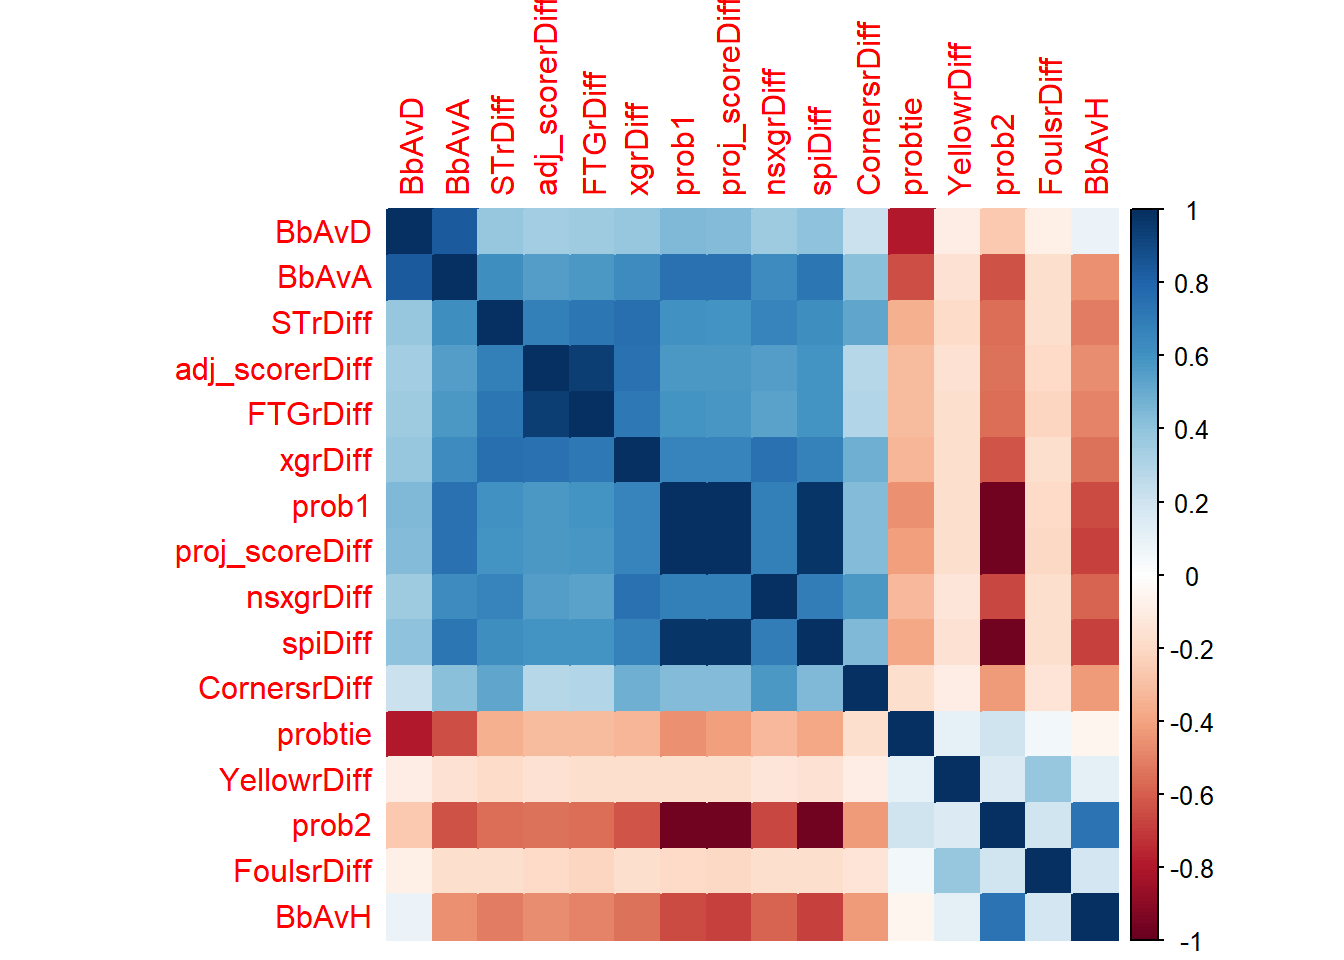 BbAvD
BbAvA
STrDiff
adj_scorerDiff
FTGrDiff
xgrDiff
prob1
proj_scoreDiff
nsxgrDiff
spiDiff
CornersrDiff
probtie
YellowrDiff
prob2
FoulsrDiff
BbAvH
BbAvD
BbAvA
STrDiff
adj_scorerDiff
FTGrDiff
xgrDiff
prob1
proj_scoreDiff
nsxgrDiff
spiDiff
CornersrDiff
probtie
YellowrDiff
prob2
FoulsrDiff
BbAvH
1
0.8
0.6
0.4
0.2
0
-0.2
-0.4
-0.6
-0.8
-1